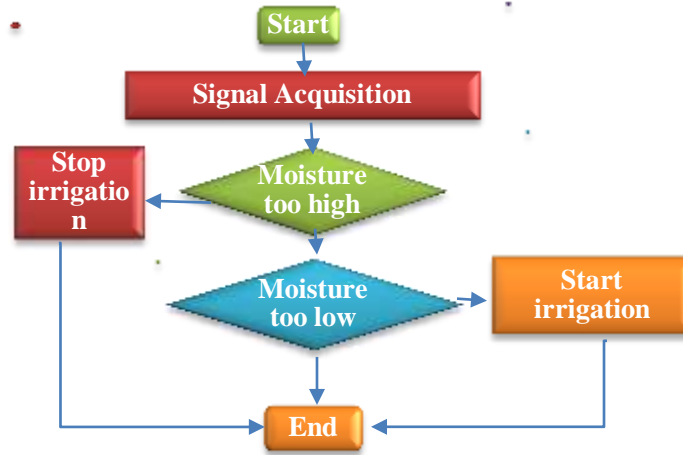 Start
Signal Acquisition
Stop
irrigatio
n
Moisture
too high
Moisture
too low
Start
irrigation
End